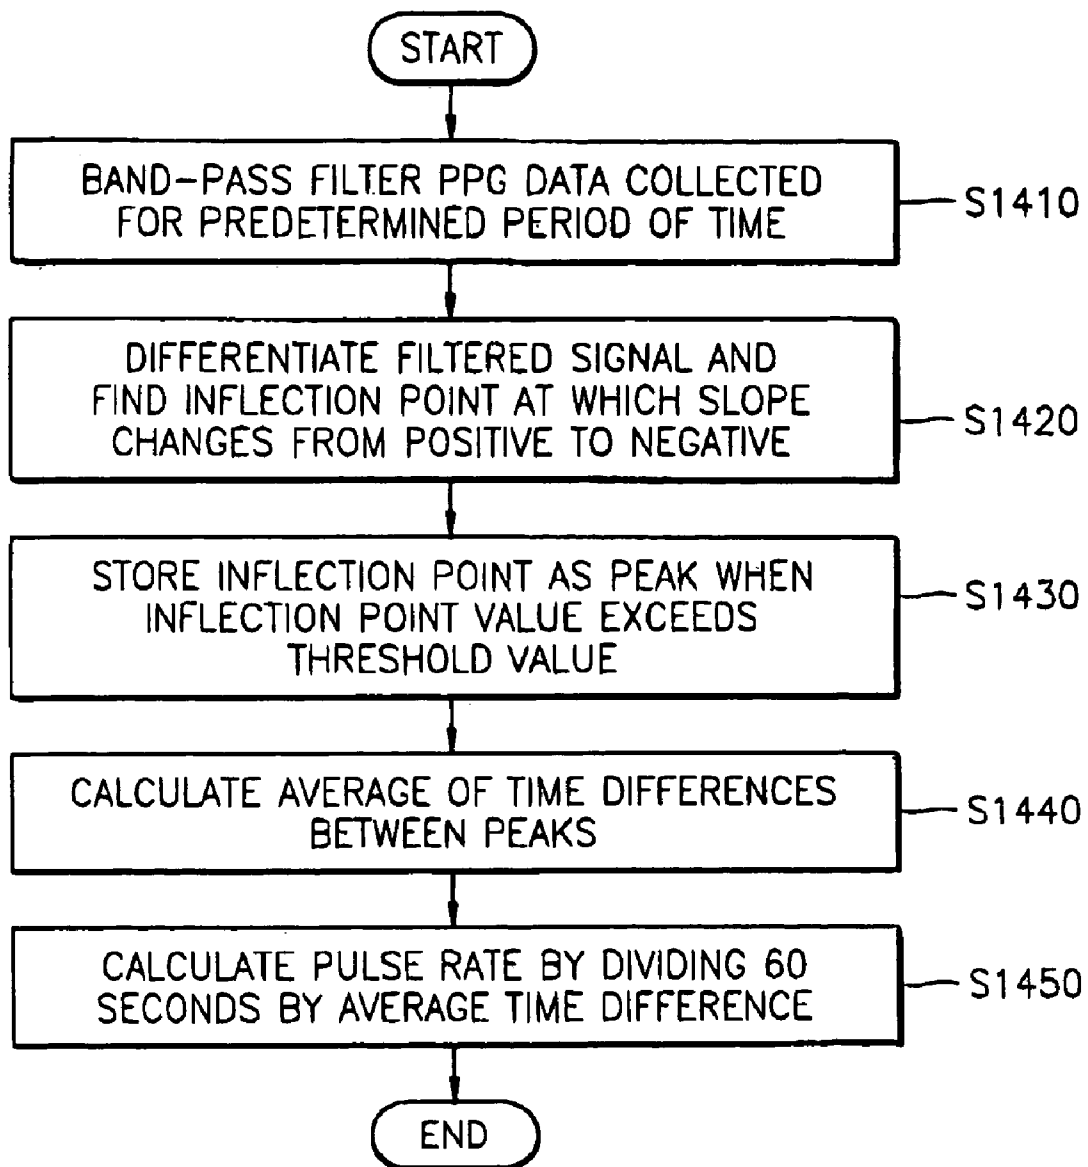 START
BAND-PASS FILTER PPG DATA COLLECTED
FOR PREDETERMINED PERIOD OF TIME
S1410
DIFFERENTIATE FILTERED SIGNAL AND
FIND INFLECTION POINT AT WHICH SLOPE
CHANGES FROM POSITIVE TO NEGATIVE
S1420
STORE INFLECTION POINT AS PEAK WHEN
INFLECTION POINT VALUE EXCEEDS
THRESHOLD VALUE
S1430
CALCULATE AVERAGE OF TIME DIFFERENCES
BETWEEN PEAKS
S1440
CALCULATE PULSE RATE BY DIVIDING 60
SECONDS BY AVERAGE TIME DIFFERENCE
S1450
END